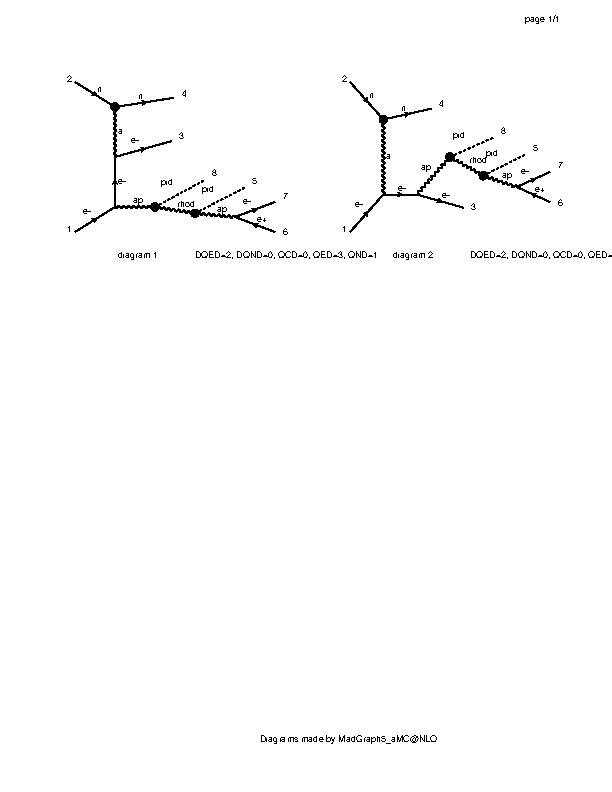 page 1/1
2
n
n
4
a
e-
3
e-
8
pid
pid
5
ap
rhod
ap
e-
7
e-
e+
1
6
diagram 1
DQED=2, DQND=0, QCD=0, QED=3, QND=1
2
n
n
4
pid
8
pid
5
a
rhod
ap
ap
e-
7
e-
e-
e+
6
3
e-
1
diagram 2
DQED=2, DQND=0, QCD=0, QED=
Diagrams made by MadGraph5_aMC@NLO